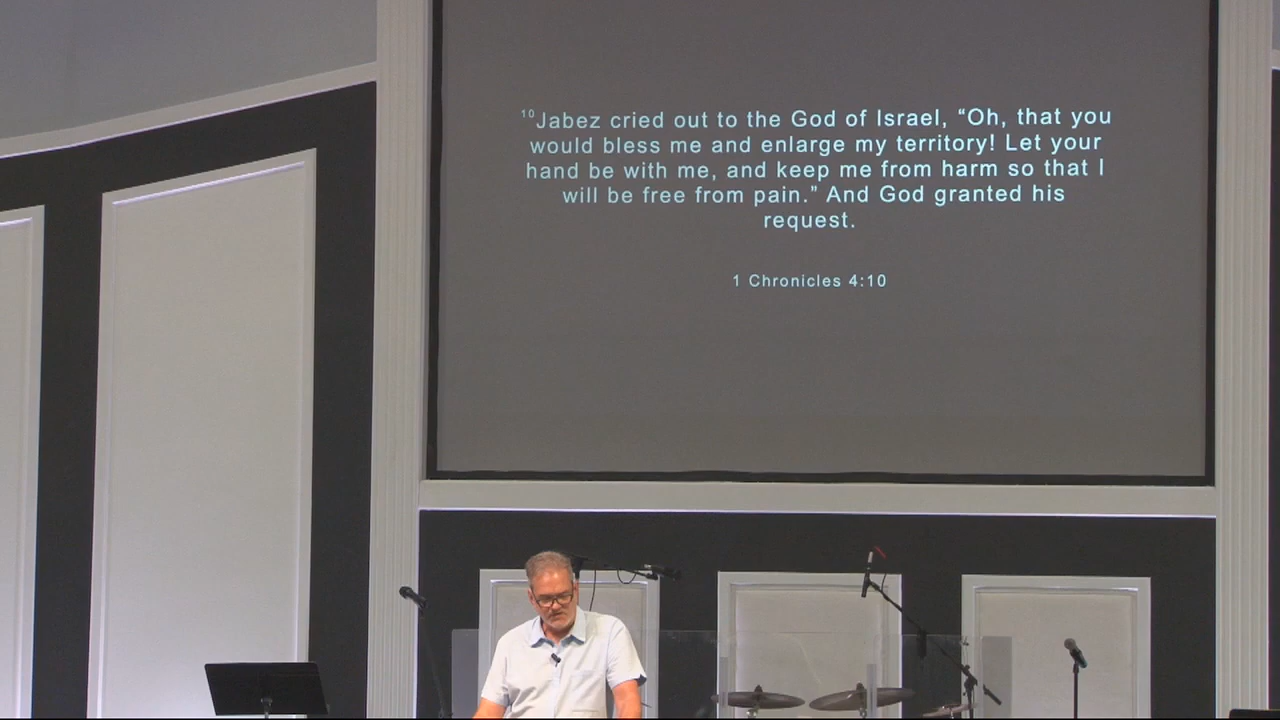 ¹⁰Jabez cried out to the God of Israel, “Oh, that you
would bless me and enlarge my territory! Let your
hand be with me, and keep me from harm so that I
will be free from pain.” And God granted his
request.
1 Chronicles 4:10